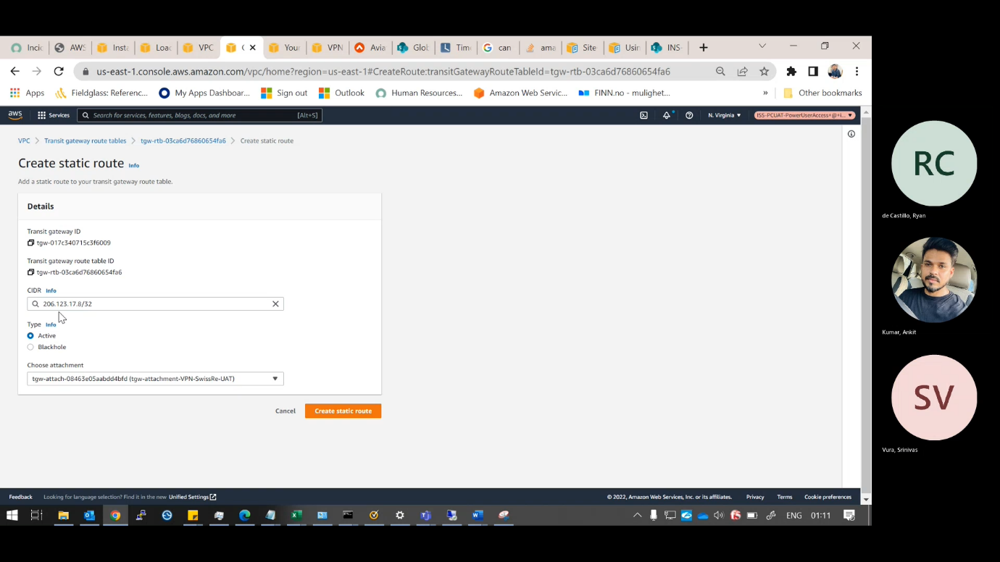 Incic
AWS
Insta
Loac
VPC
Your
VPN
Avia
Glob
Time
can
ama
Site
Usin
INS-
us-east-1.console.aws.amazon.com/vpc/home?region=us-east-1#CreateRoute:transitGatewayRouteTableId=tgw-rtb-03ca6d76860654fa6
Apps
Fieldglass: Referenc...
My Apps Dashboar...
Sign out
Outlook
Human Resources...
Amazon Web Servic...
FINN.no - mulighet...
»
Other bookmarks
aws
Services
Search for services, features, blogs, docs, and more
[Alt+S]
N. Virginia
ISS-PCUAT-PowerUserAccess+@+i...
VPC > Transit gateway route tables > tgw-rtb-03ca6d76860654fa6 > Create static route
Create static route Info
Add a static route to your transit gateway route table.
Details
Transit gateway ID
tgw-017c340715c3f6009
Transit gateway route table ID
tgw-rtb-03ca6d76860654fa6
CIDR Info
206.123.17.8/32
Type Info
Active
Blackhole
Choose attachment
tgw-attach-08463e05aabdd4bfd (tgw-attachment-VPN-SwissRe-UAT)
Cancel
Create static route
Feedback
Looking for language selection? Find it in the new Unified Settings
© 2022, Amazon Web Services, Inc. or its affiliates.
Privacy
Terms
Cookie preferences
ENG
01:11
RC
de Castillo, Ryan
Kumar, Ankit
SV
Vura, Srinivas